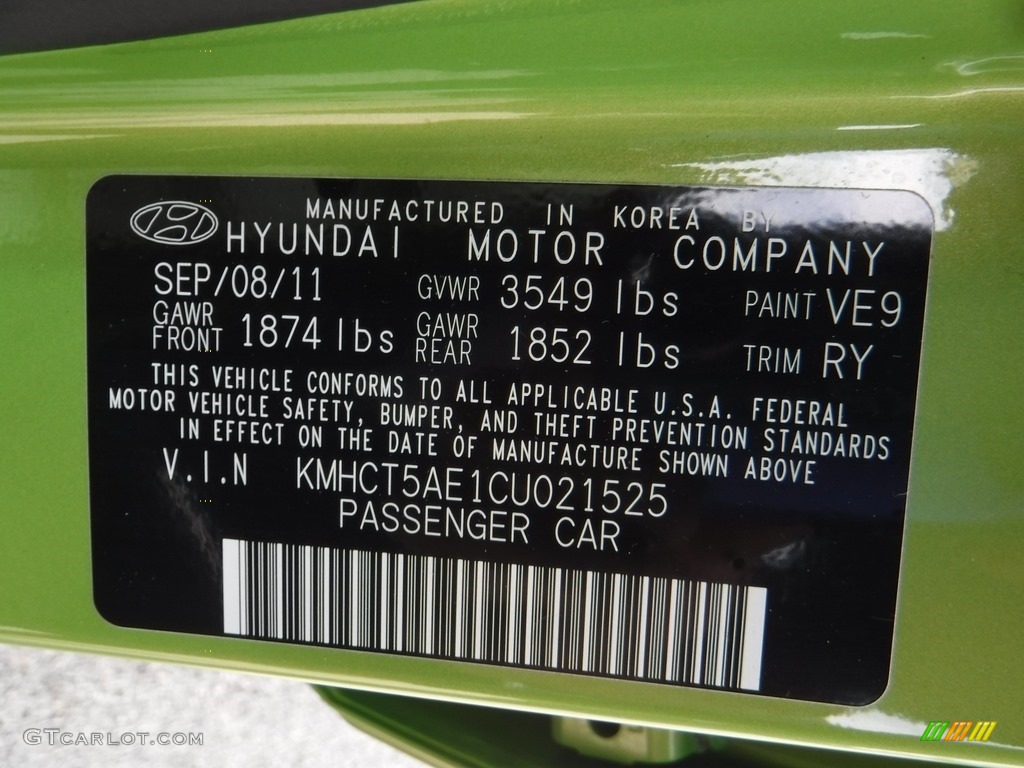 MANUFACTURED IN KOREA BY
HYUNDAI MOTOR COMPANY
SEP/08/11 GVWR 3549 lbs PAINT VE9
GAWR FRONT 1874 lbs GAWR REAR 1852 lbs TRIM RY
THIS VEHICLE CONFORMS TO ALL APPLICABLE U.S.A. FEDERAL
MOTOR VEHICLE SAFETY, BUMPER, AND THEFT PREVENTION STANDARDS
IN EFFECT ON THE DATE OF MANUFACTURE SHOWN ABOVE
V.I.N KMHCT5AE1CU021525
PASSENGER CAR
GTCARLOT.COM